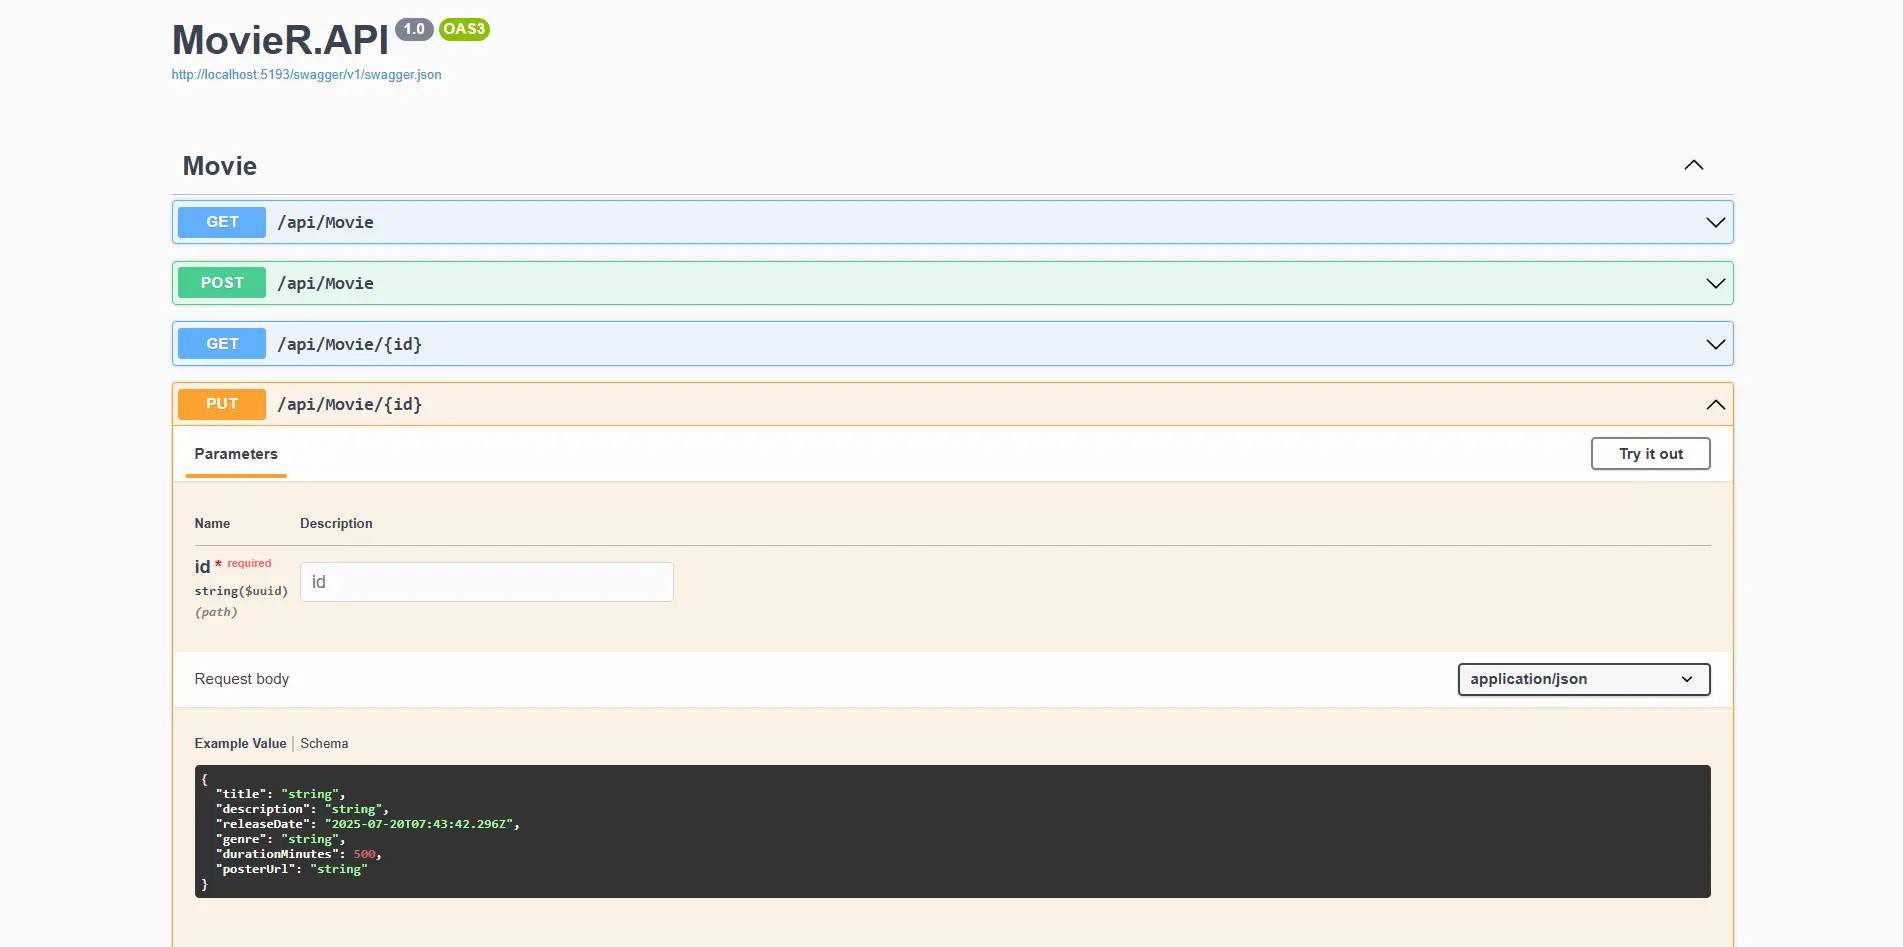 MovieR.API 1.0 OAS3
http://localhost:5193/swagger/v1/swagger.json
Movie
GET /api/Movie
POST /api/Movie
GET /api/Movie/{id}
PUT /api/Movie/{id}
Parameters Try it out
Name Description
id * required
string($uuid)
(path)
id
Request body application/json
Example Value | Schema
{
  "title": "string",
  "description": "string",
  "releaseDate": "2025-07-20T07:43:42.296Z",
  "genre": "string",
  "durationMinutes": 500,
  "posterUrl": "string"
}